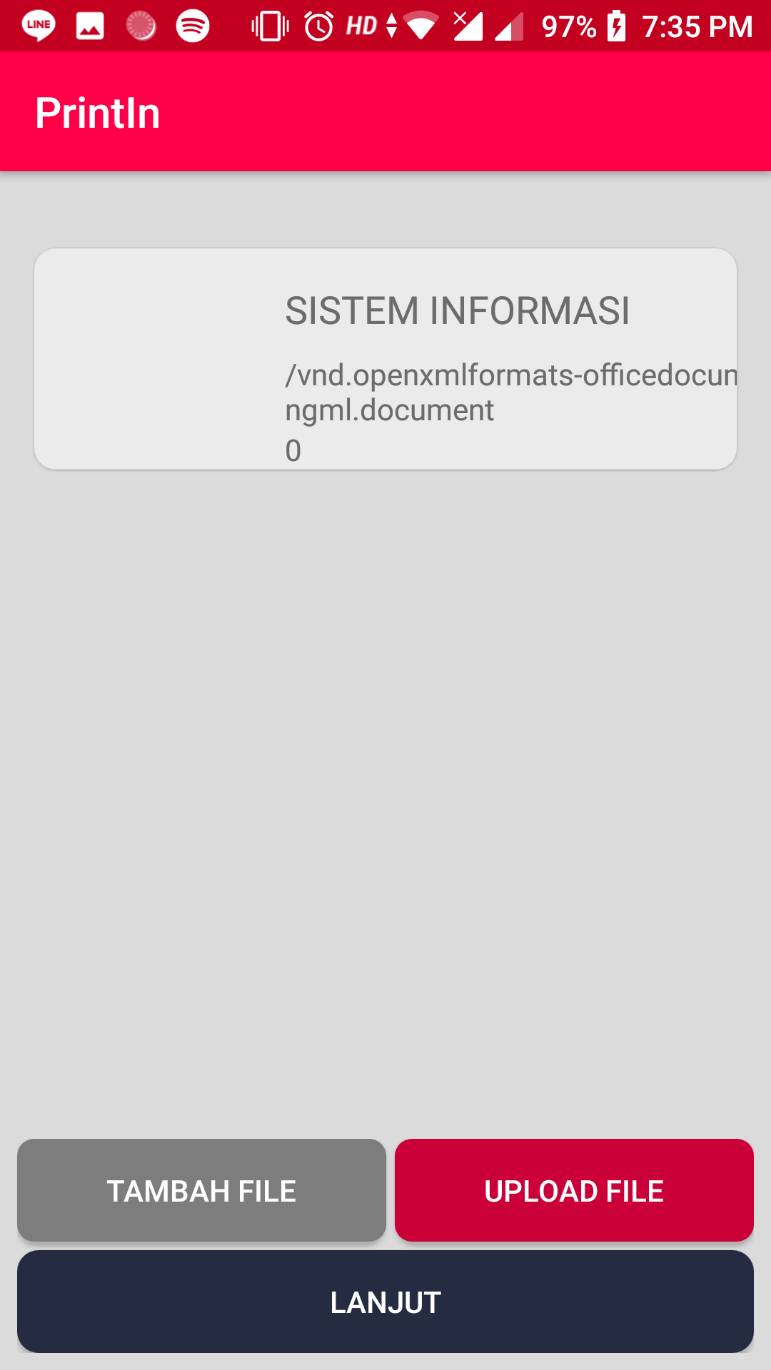 LINE HD 97% 7:35 PM
PrintIn
SISTEM INFORMASI
/vnd.openxmlformats-officedocun
ngml.document
0
TAMBAH FILE UPLOAD FILE
LANJUT